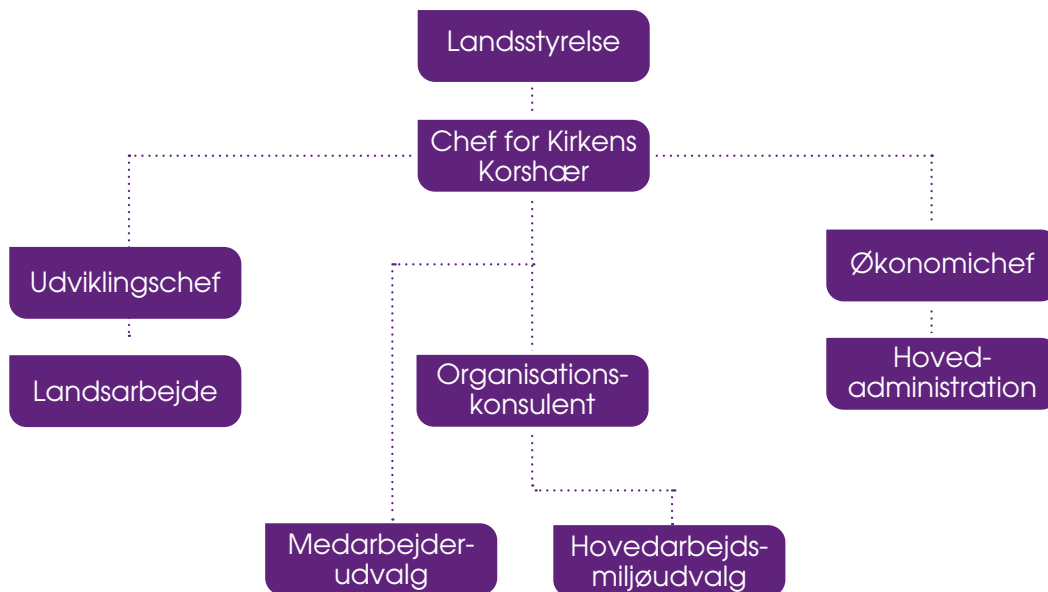 Landsstyrelse
Chef for Kirkens
Korshær
Udviklingschef
Økonomichef
Landsarbejde
Organisations-
konsulent
Hoved-
administration
Medarbejder-
udvalg
Hovedarbejds-
miljøudvalg